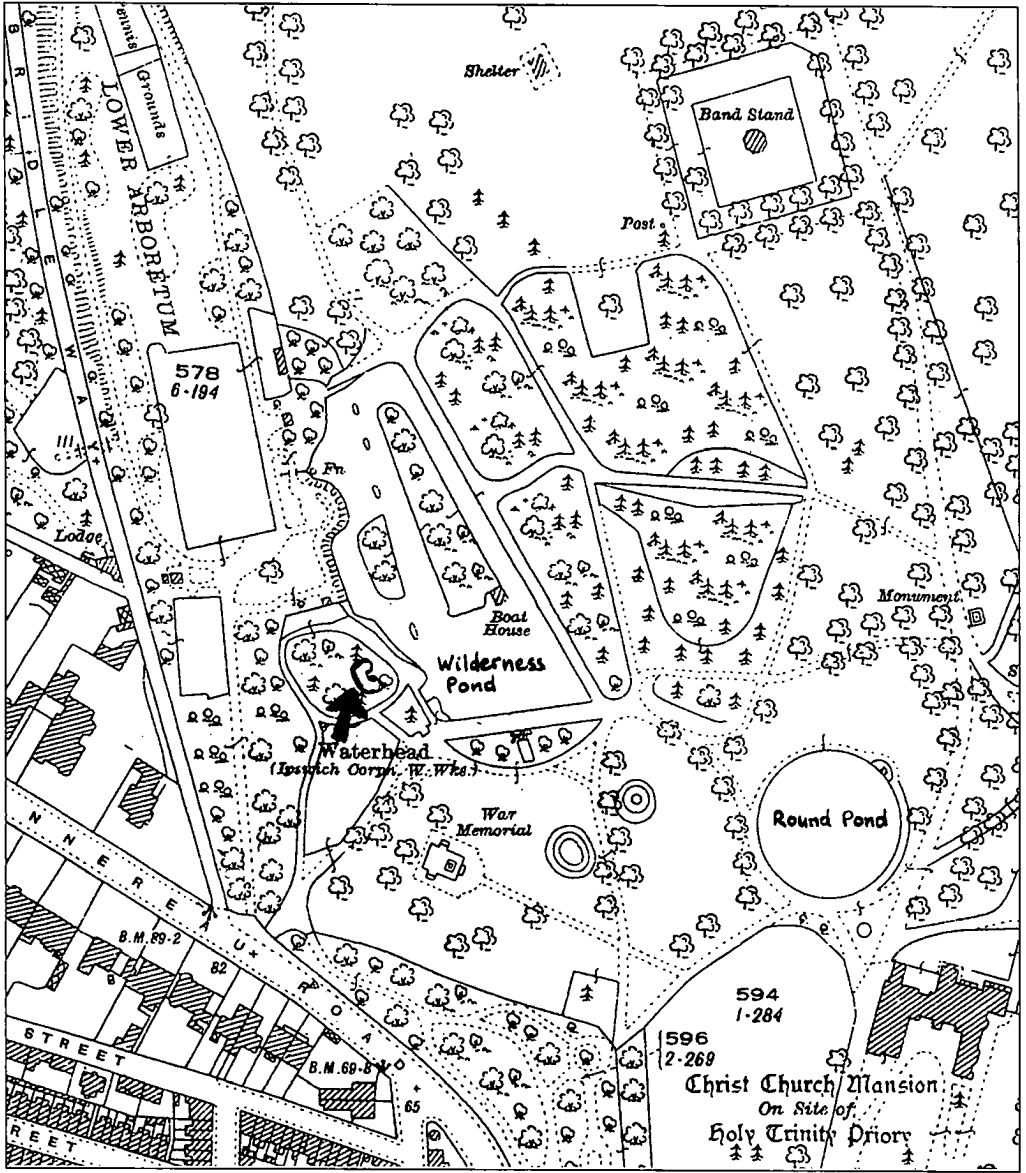 Grounds
LOWER ARBORETUM
BRIDLEWAY
Shelter
Band Stand
Post
578
6·194
Fn
Lodge
Boat
House
Monument
Wilderness
Pond
Waterhead
(Ipswich Corpn. W. Wks.)
War
Memorial
Round Pond
NNEREAU ROAD
B.M.89·2
82
B.M.69·8
65
STREET
REET
594
1·284
596
2·269
Christ Church Mansion
On Site of
Holy Trinity Priory